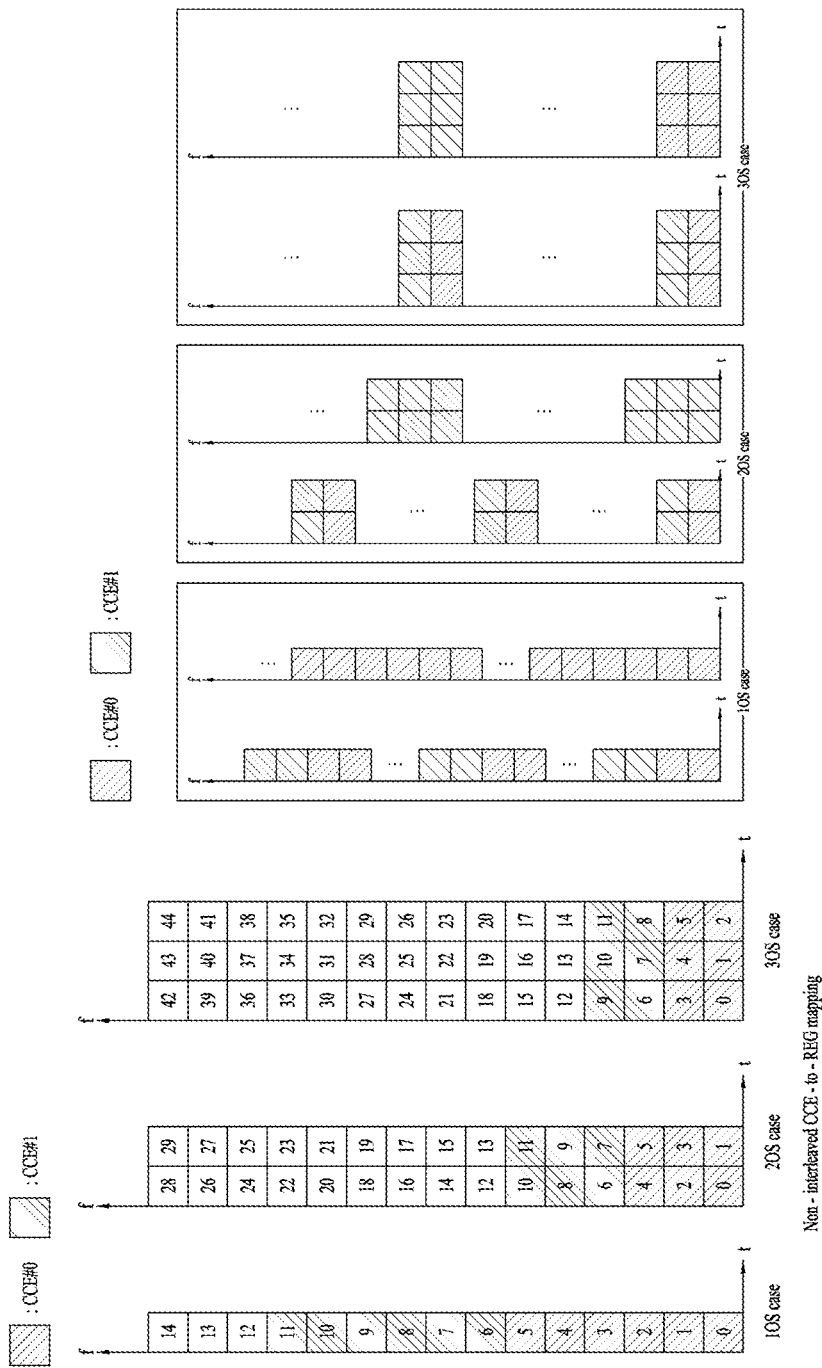 : CCE#0 : CCE#1
f f f
14 28 29 42 43 44
13 26 27 39 40 41
12 24 25 36 37 38
11 22 23 33 34 35
10 20 21 30 31 32
9 18 19 27 28 29
8 16 17 24 25 26
7 14 15 21 22 23
6 12 13 18 19 20
5 10 11 15 16 17
4 8 9 12 13 14
3 6 7 9 10 11
2 4 5 6 7 8
1 2 3 3 4 5
0 0 1 0 1 2
t t t
1OS case 2OS case 3OS case
Non - interleaved CCE - to - REG mapping
: CCE#0 : CCE#1
f f f f f f
... ... ... ... ...
... ... ... ... ... ...
t t t t t t
1OS case 2OS case 3OS case